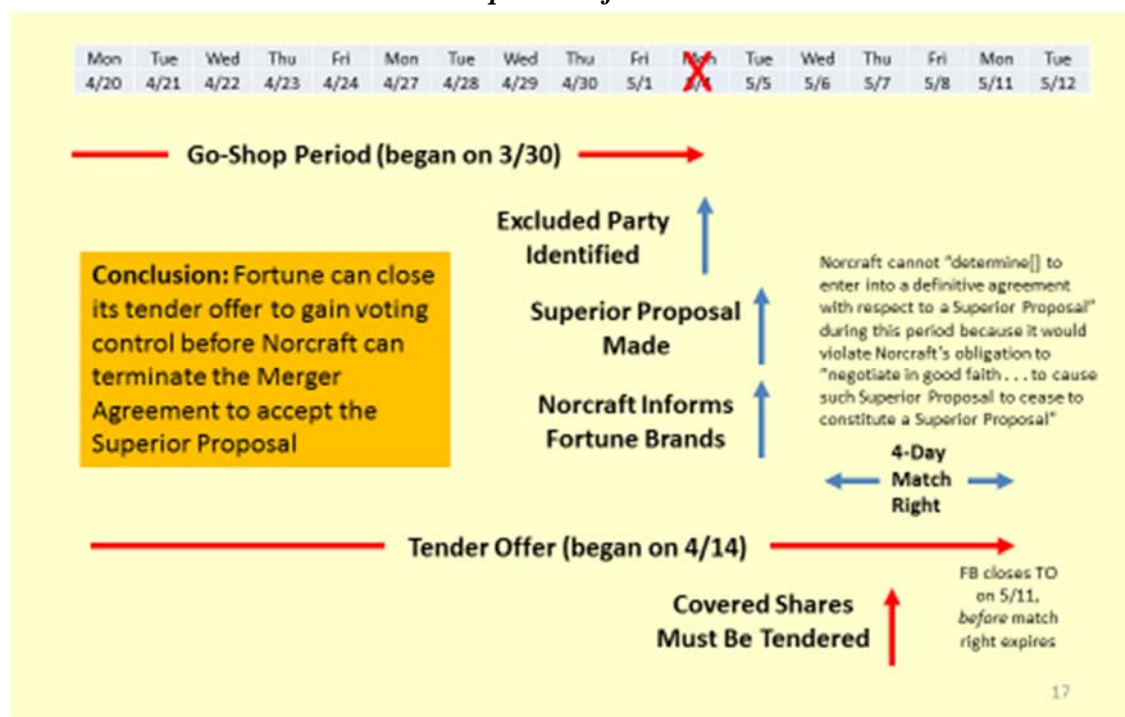 Mon Tue Wed Thu Fri Mon Tue Wed Thu Fri Mon Tue Wed Thu Fri Mon Tue
4/20 4/21 4/22 4/23 4/24 4/27 4/28 4/29 4/30 5/1 5/4 5/5 5/6 5/7 5/8 5/11 5/12
Go-Shop Period (began on 3/30)
Excluded Party
Identified
Conclusion: Fortune can close
its tender offer to gain voting
control before Norcraft can
terminate the Merger
Agreement to accept the
Superior Proposal
Superior Proposal
Made
Norcraft Informs
Fortune Brands
Norcraft cannot "determine[] to
enter into a definitive agreement
with respect to a Superior Proposal"
during this period because it would
violate Norcraft's obligation to
"negotiate in good faith . . . to cause
such Superior Proposal to cease to
constitute a Superior Proposal"
4-Day
Match
Right
Tender Offer (began on 4/14)
Covered Shares
Must Be Tendered
FB closes TO
on 5/11,
before match
right expires
17